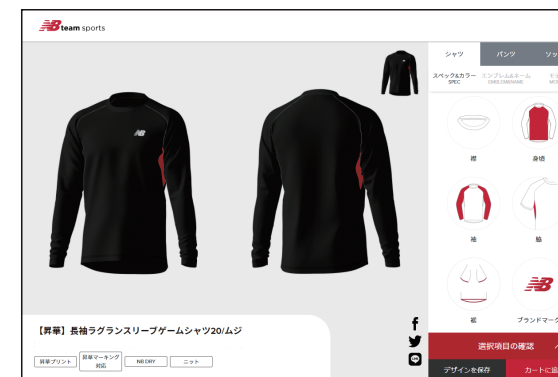 NB team sports
シャツ
パンツ
ソッ
スペック&カラー
SPEC
エンブレム&ネーム
EMBLEM&NAME
NB
襟
身頃
袖
脇
裾
ブランドマーク
【昇華】長袖ラグランスリーブゲームシャツ20/ムジ
昇華プリント
昇華マーキング
対応
NB DRY
ニット
選択項目の確認
デザインを保存
カートに追